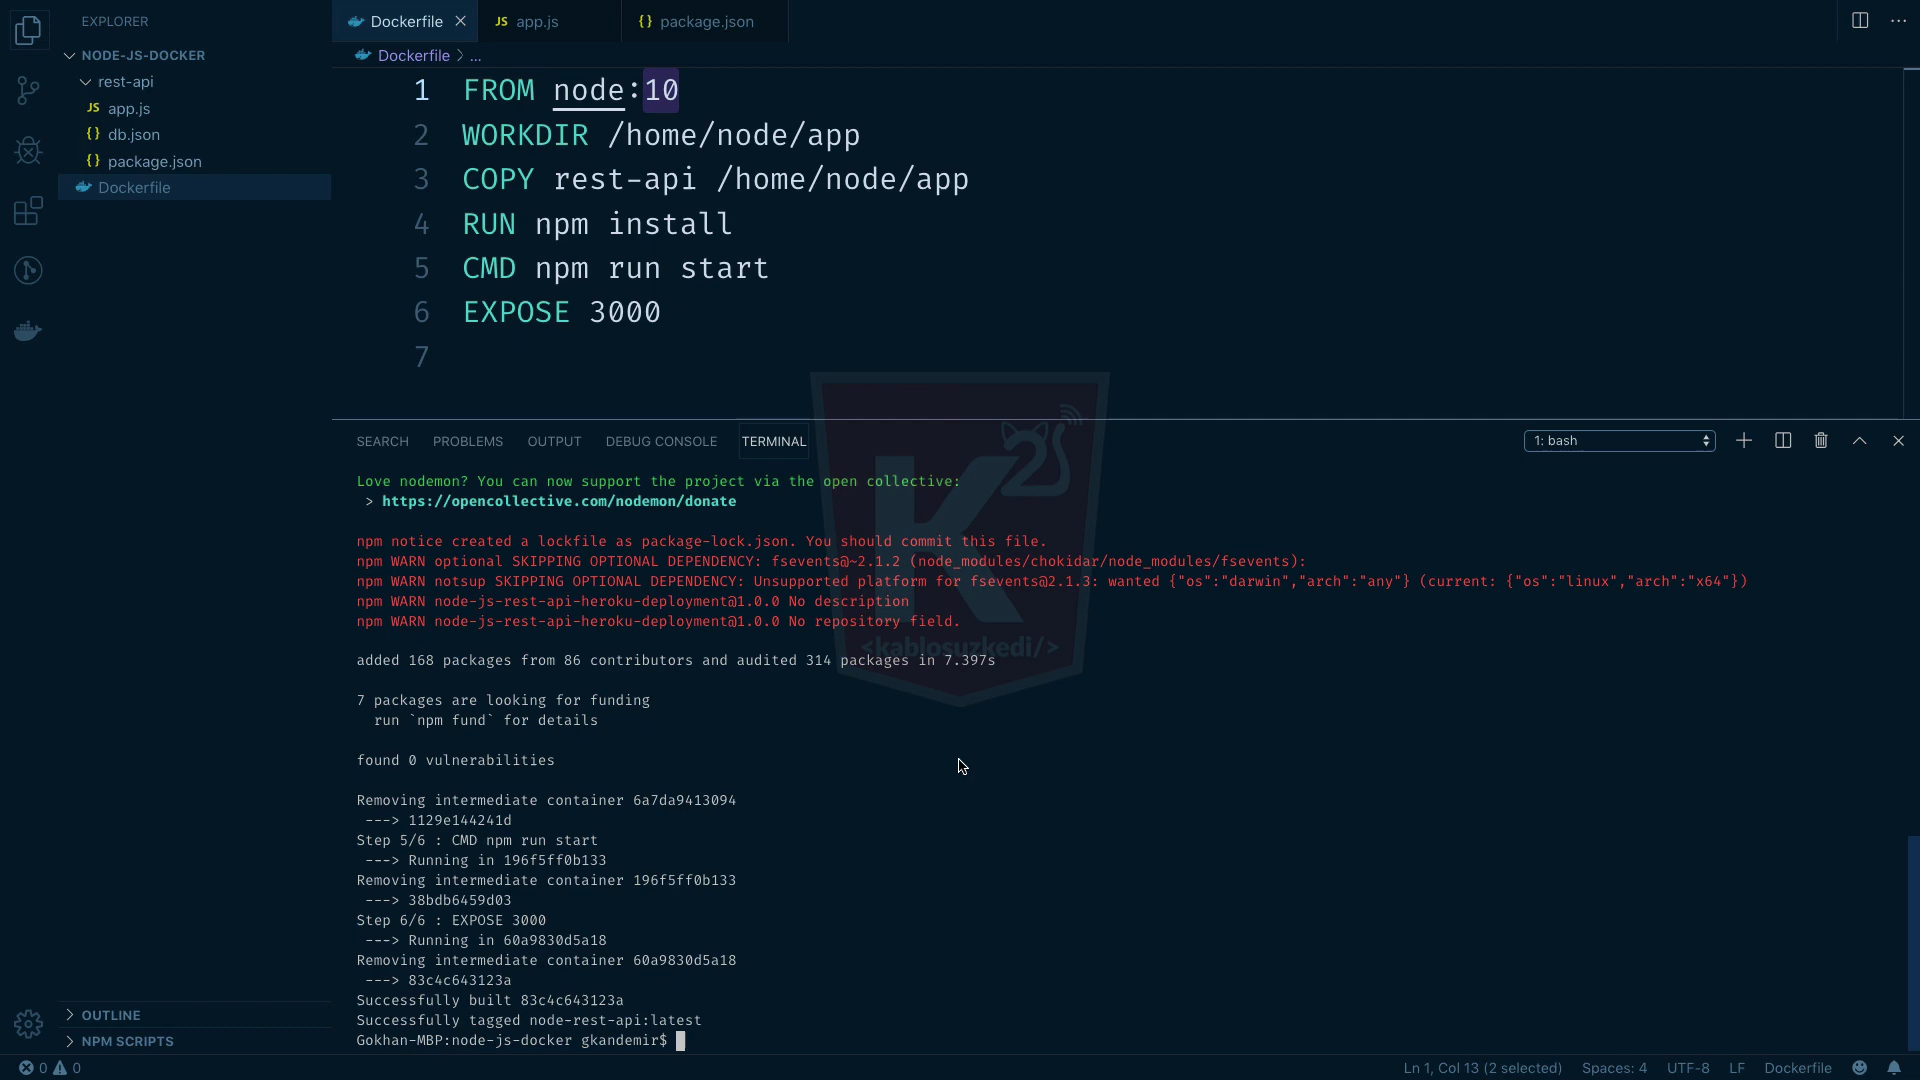 EXPLORER
NODE-JS-DOCKER
rest-api
JS app.js
{} db.json
{} package.json
Dockerfile
OUTLINE
NPM SCRIPTS
Dockerfile
JS app.js
{} package.json
Dockerfile > ...
1 FROM node:10
2 WORKDIR /home/node/app
3 COPY rest-api /home/node/app
4 RUN npm install
5 CMD npm run start
6 EXPOSE 3000
7
SEARCH PROBLEMS OUTPUT DEBUG CONSOLE TERMINAL
1: bash
Love nodemon? You can now support the project via the open collective:
> https://opencollective.com/nodemon/donate
npm notice created a lockfile as package-lock.json. You should commit this file.
npm WARN optional SKIPPING OPTIONAL DEPENDENCY: fsevents@~2.1.2 (node_modules/chokidar/node_modules/fsevents):
npm WARN notsup SKIPPING OPTIONAL DEPENDENCY: Unsupported platform for fsevents@2.1.3: wanted {"os":"darwin","arch":"any"} (current: {"os":"linux","arch":"x64"})
npm WARN node-js-rest-api-heroku-deployment@1.0.0 No description
npm WARN node-js-rest-api-heroku-deployment@1.0.0 No repository field.
added 168 packages from 86 contributors and audited 314 packages in 7.397s
7 packages are looking for funding
run `npm fund` for details
found 0 vulnerabilities
Removing intermediate container 6a7da9413094
---> 1129e144241d
Step 5/6 : CMD npm run start
---> Running in 196f5ff0b133
Removing intermediate container 196f5ff0b133
---> 38bdb6459d03
Step 6/6 : EXPOSE 3000
---> Running in 60a9830d5a18
Removing intermediate container 60a9830d5a18
---> 83c4c643123a
Successfully built 83c4c643123a
Successfully tagged node-rest-api:latest
Gokhan-MBP:node-js-docker gkandemir$
K2
<kablosuzkedi/>
0 0
Ln 1, Col 13 (2 selected) Spaces: 4 UTF-8 LF Dockerfile